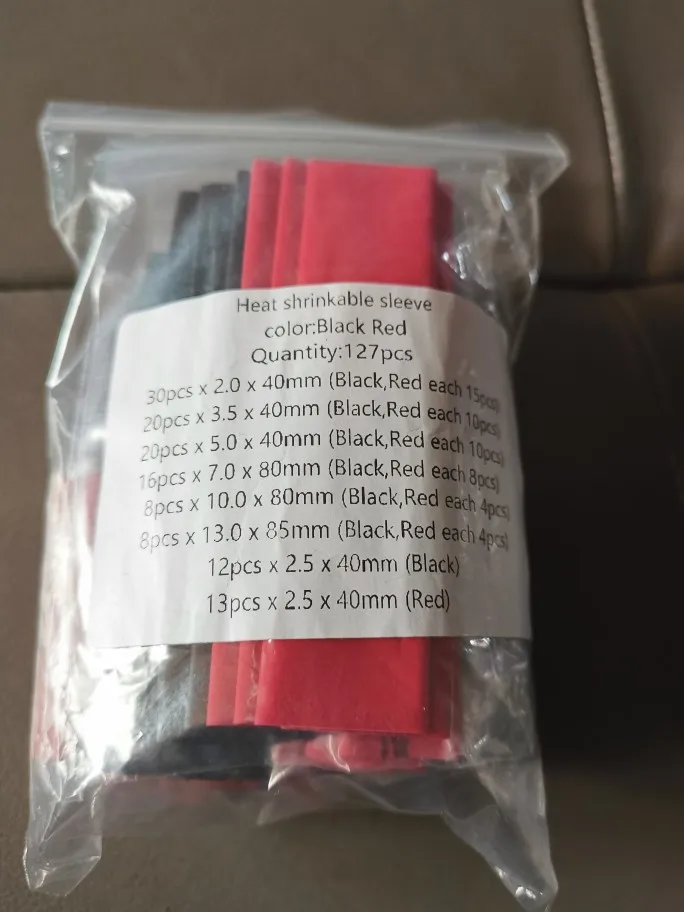 Heat shrinkable sleeve
color:Black Red
Quantity:127pcs
30pcs x 2.0 x 40mm (Black,Red each 15pcs)
20pcs x 3.5 x 40mm (Black,Red each 10pcs)
20pcs x 5.0 x 40mm (Black,Red each 10pcs)
16pcs x 7.0 x 80mm (Black,Red each 8pcs)
8pcs x 10.0 x 80mm (Black,Red each 4pcs)
8pcs x 13.0 x 85mm (Black,Red each 4pcs)
12pcs x 2.5 x 40mm (Black)
13pcs x 2.5 x 40mm (Red)